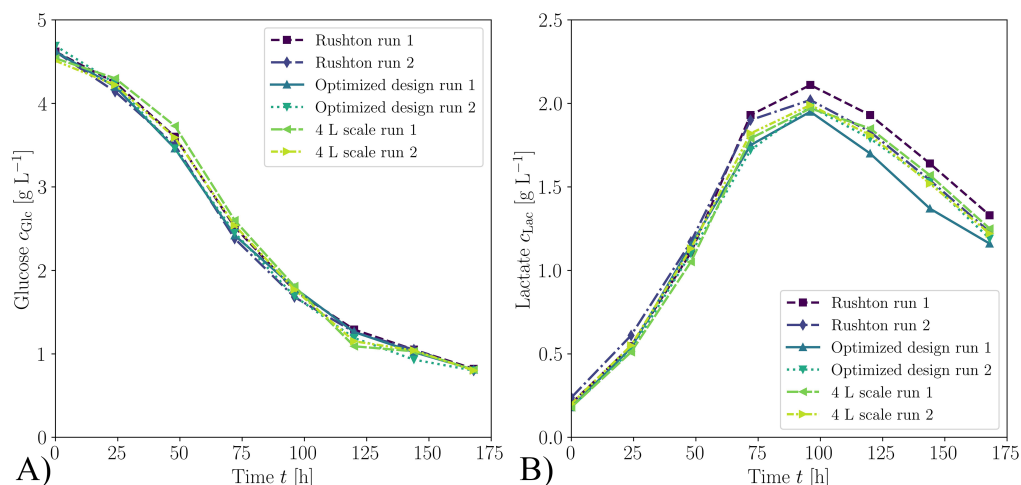 5
4
3
2
1
0
Glucose c_Glc [g L⁻¹]
Rushton run 1
Rushton run 2
Optimized design run 1
Optimized design run 2
4 L scale run 1
4 L scale run 2
0 25 50 75 100 125 150 175
Time t [h]
A)
2.5
2.0
1.5
1.0
0.5
0.0
Lactate c_Lac [g L⁻¹]
Rushton run 1
Rushton run 2
Optimized design run 1
Optimized design run 2
4 L scale run 1
4 L scale run 2
0 25 50 75 100 125 150 175
Time t [h]
B)